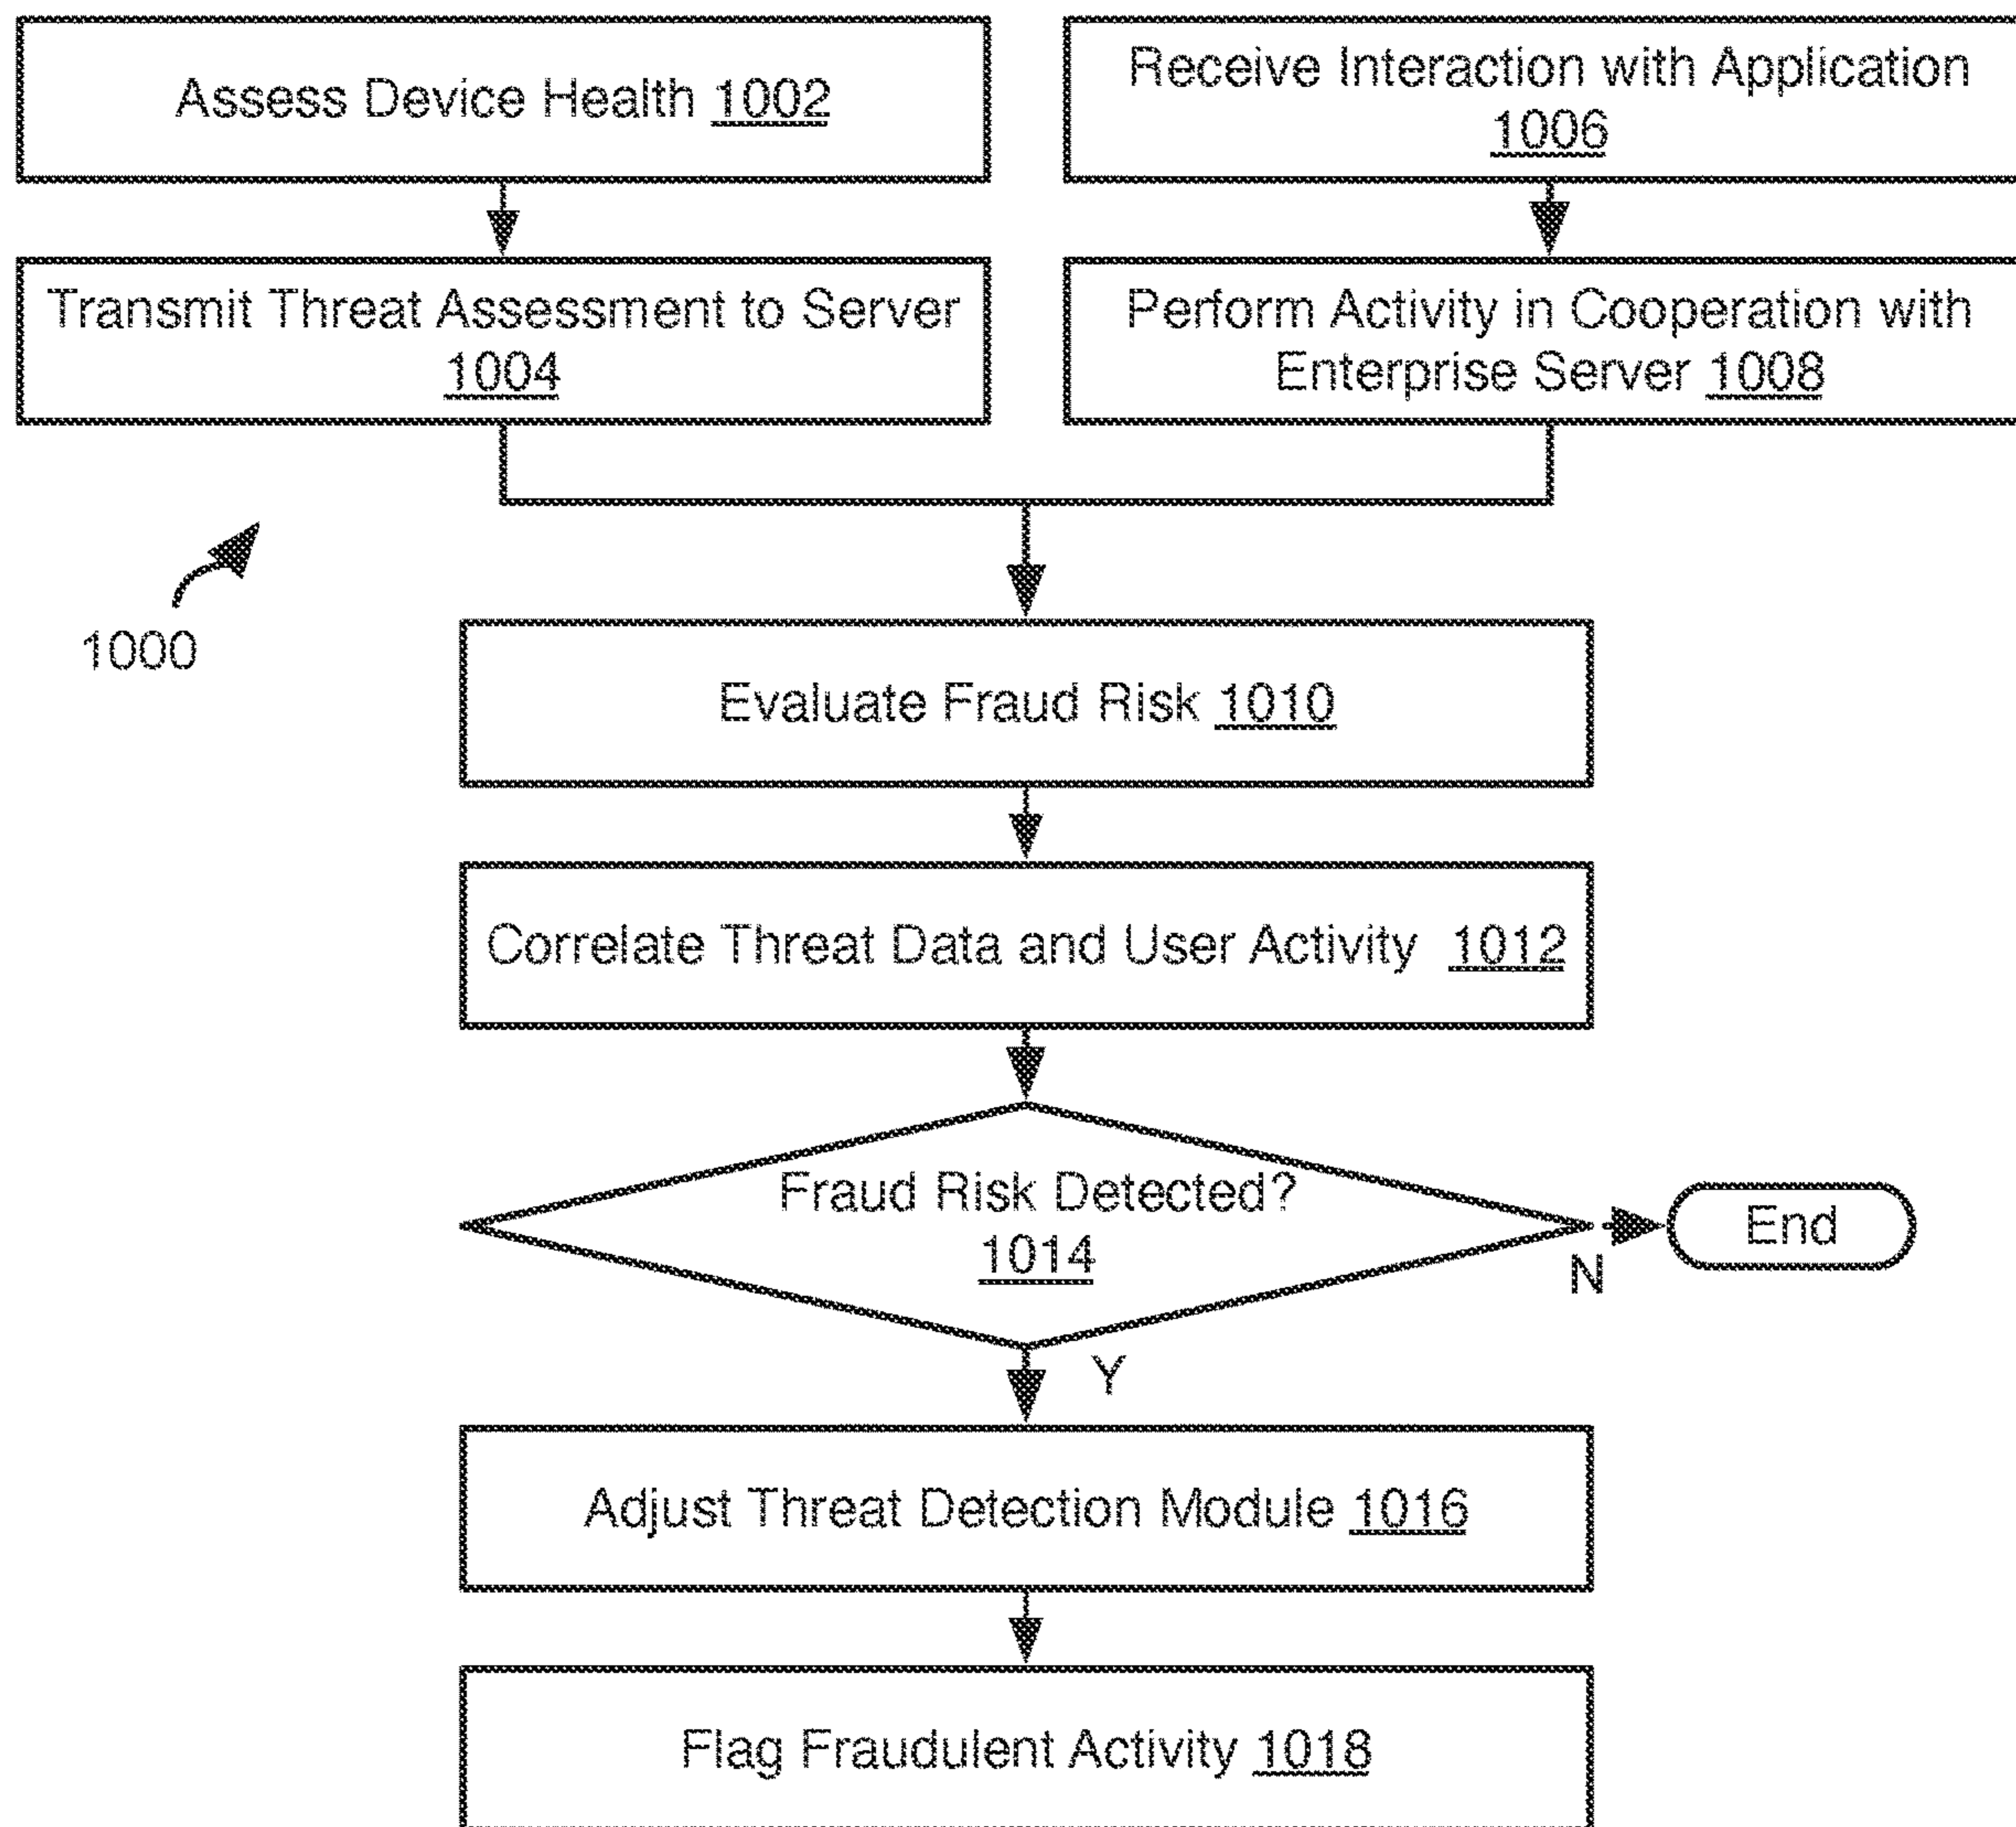 Assess Device Health 1002
Receive Interaction with Application
1006
Transmit Threat Assessment to Server
1004
Perform Activity in Cooperation with
Enterprise Server 1008
1000
Evaluate Fraud Risk 1010
Correlate Threat Data and User Activity 1012
Fraud Risk Detected?
1014
End
N
Y
Adjust Threat Detection Module 1016
Flag Fraudulent Activity 1018